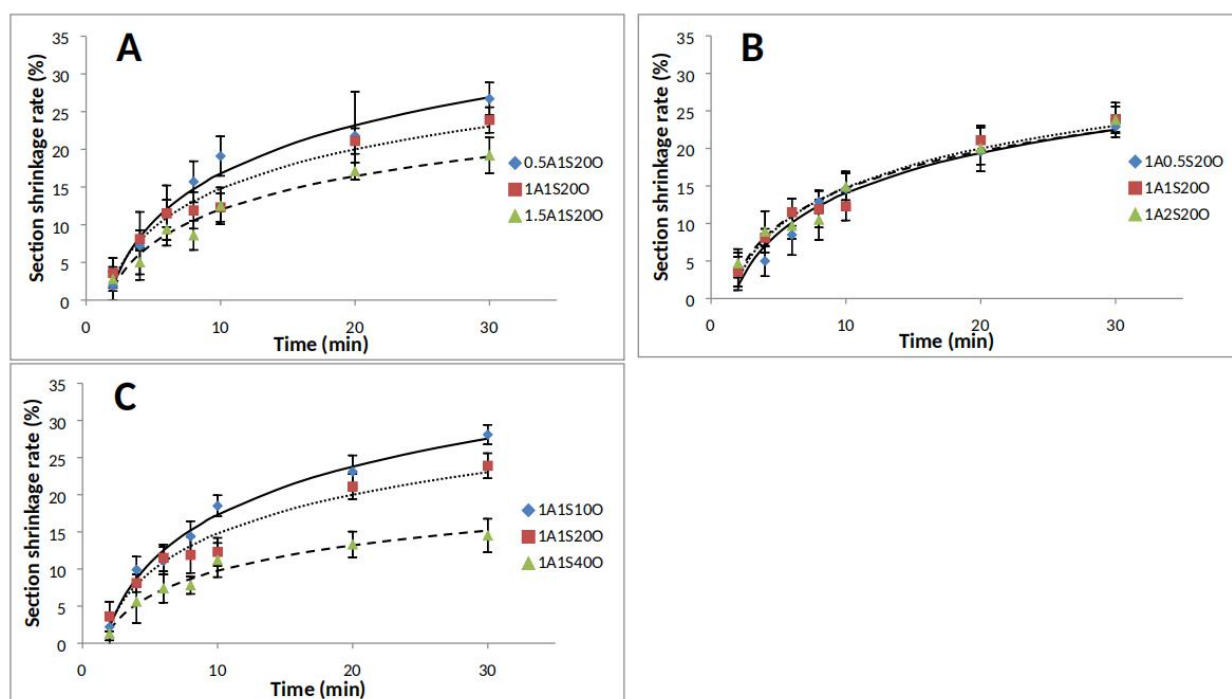 A
Section shrinkage rate (%)
35
30
25
20
15
10
5
0
0 10 20 30
Time (min)
0.5A1S20O
1A1S20O
1.5A1S20O
B
Section shrinkage rate (%)
35
30
25
20
15
10
5
0
0 10 20 30
Time (min)
1A0.5S20O
1A1S20O
1A2S20O
C
Section shrinkage rate (%)
35
30
25
20
15
10
5
0
0 10 20 30
Time (min)
1A1S10O
1A1S20O
1A1S40O